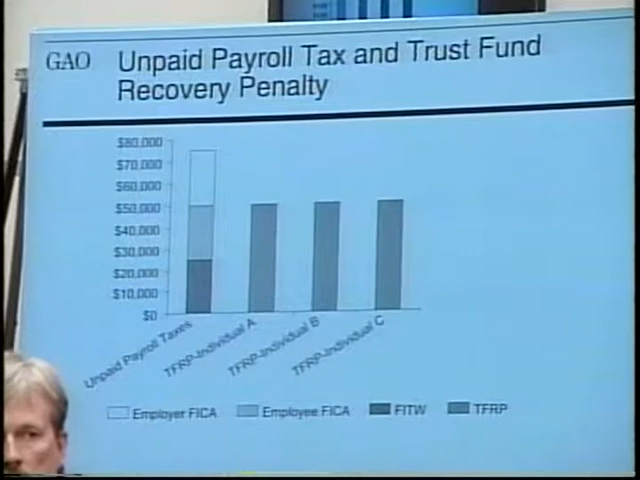 GAO
Unpaid Payroll Tax and Trust Fund
Recovery Penalty
$80,000
$70,000
$60,000
$50,000
$40,000
$30,000
$20,000
$10,000
$0
Unpaid Payroll Taxes
TFRP-Individual A
TFRP-Individual B
TFRP-Individual C
Employer FICA
Employee FICA
FITW
TFRP